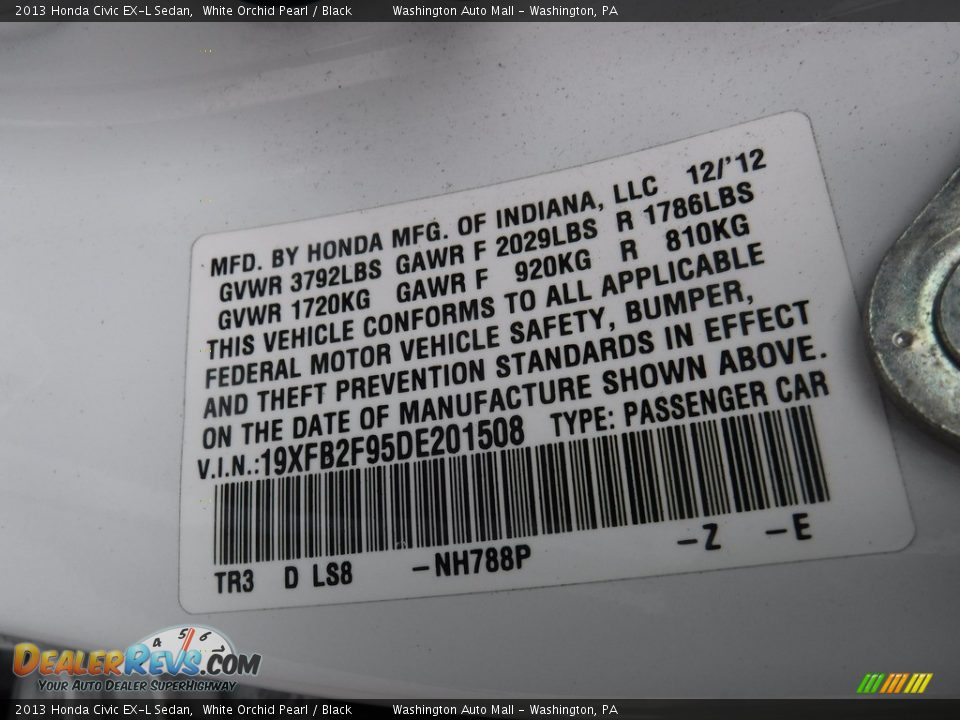 2013 Honda Civic EX-L Sedan, White Orchid Pearl / Black Washington Auto Mall - Washington, PA
MFD. BY HONDA MFG. OF INDIANA, LLC 12/'12
GVWR 3792LBS GAWR F 2029LBS R 1786LBS
GVWR 1720KG GAWR F 920KG R 810KG
THIS VEHICLE CONFORMS TO ALL APPLICABLE
FEDERAL MOTOR VEHICLE SAFETY, BUMPER,
AND THEFT PREVENTION STANDARDS IN EFFECT
ON THE DATE OF MANUFACTURE SHOWN ABOVE.
V.I.N.:19XFB2F95DE201508 TYPE: PASSENGER CAR
TR3 D LS8 -NH788P -Z -E
4 5 6
DEALERREVS.COM
YOUR AUTO DEALER SUPERHIGHWAY
2013 Honda Civic EX-L Sedan, White Orchid Pearl / Black Washington Auto Mall - Washington, PA